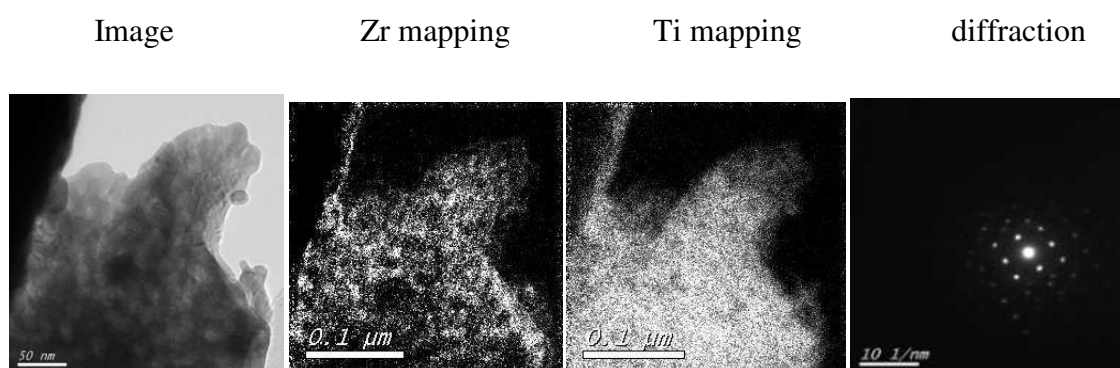 Image
Zr mapping
Ti mapping
diffraction
50 nm
0.1 µm
0.1 µm
10 1/nm